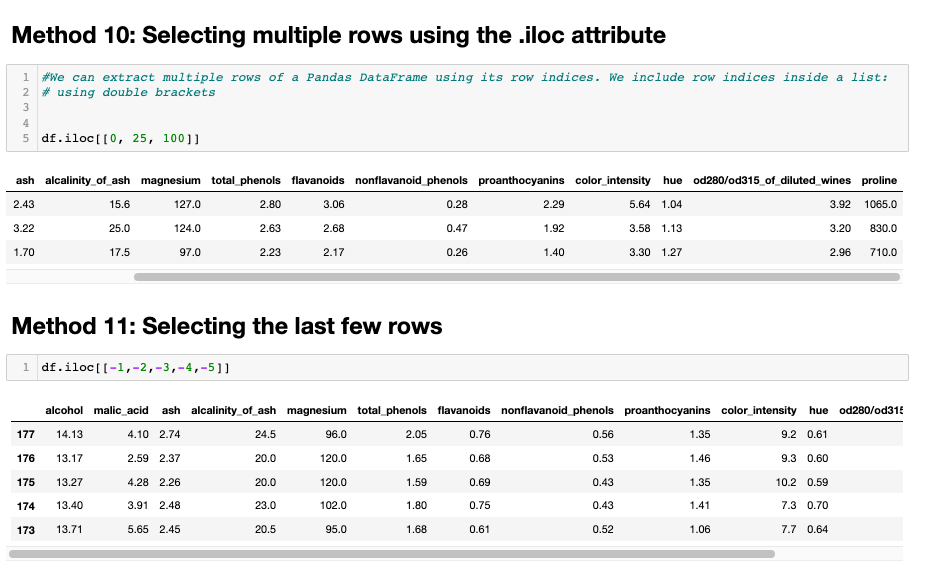 Method 10: Selecting multiple rows using the .iloc attribute
1 #We can extract multiple rows of a Pandas DataFrame using its row indices. We include row indices inside a list:
2 # using double brackets
3
4
5 df.iloc[[0, 25, 100]]
ash alcalinity_of_ash magnesium total_phenols flavanoids nonflavanoid_phenols proanthocyanins color_intensity hue od280/od315_of_diluted_wines proline
2.43 15.6 127.0 2.80 3.06 0.28 2.29 5.64 1.04 3.92 1065.0
3.22 25.0 124.0 2.63 2.68 0.47 1.92 3.58 1.13 3.20 830.0
1.70 17.5 97.0 2.23 2.17 0.26 1.40 3.30 1.27 2.96 710.0
Method 11: Selecting the last few rows
1 df.iloc[[-1,-2,-3,-4,-5]]
alcohol malic_acid ash alcalinity_of_ash magnesium total_phenols flavanoids nonflavanoid_phenols proanthocyanins color_intensity hue od280/od315
177 14.13 4.10 2.74 24.5 96.0 2.05 0.76 0.56 1.35 9.2 0.61
176 13.17 2.59 2.37 20.0 120.0 1.65 0.68 0.53 1.46 9.3 0.60
175 13.27 4.28 2.26 20.0 120.0 1.59 0.69 0.43 1.35 10.2 0.59
174 13.40 3.91 2.48 23.0 102.0 1.80 0.75 0.43 1.41 7.3 0.70
173 13.71 5.65 2.45 20.5 95.0 1.68 0.61 0.52 1.06 7.7 0.64